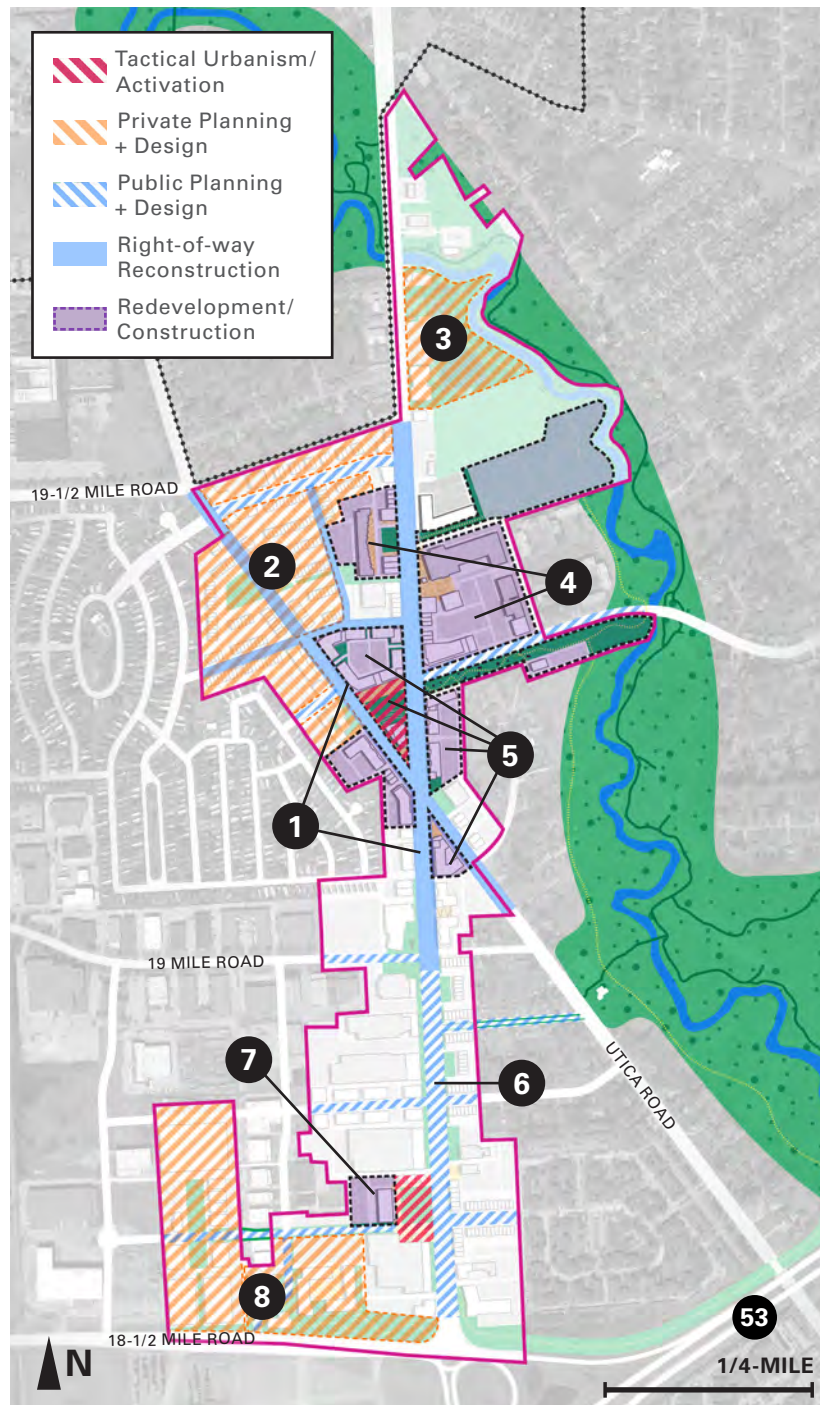 Tactical Urbanism/
Activation
Private Planning
+ Design
Public Planning
+ Design
Right-of-way
Reconstruction
Redevelopment/
Construction
3
19-1/2 MILE ROAD
2
4
5
1
19 MILE ROAD
7
6
UTICA ROAD
8
53
18-1/2 MILE ROAD
N
1/4-MILE